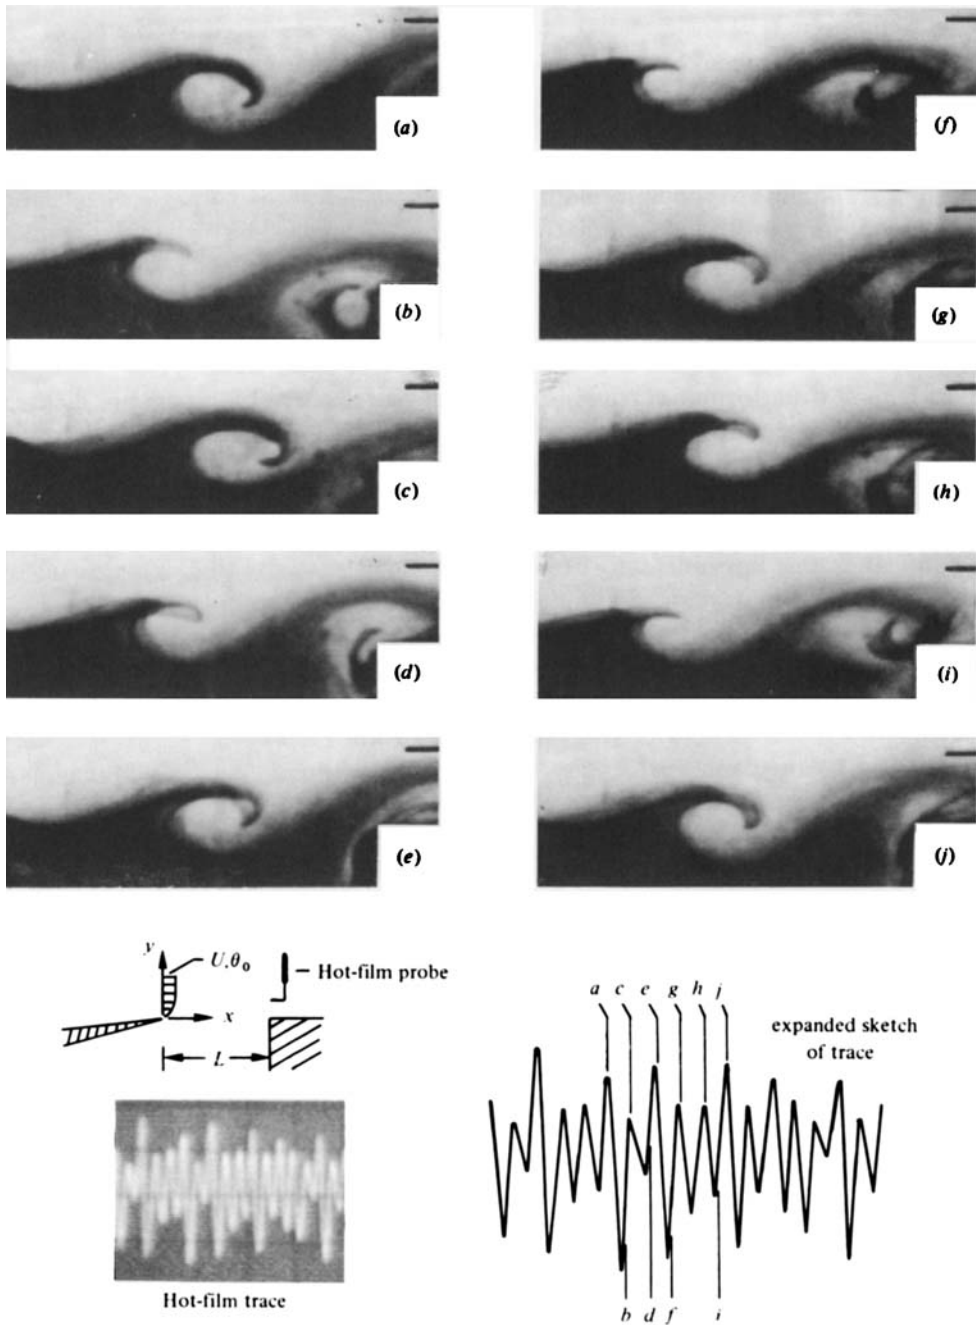 (a)
(f)
(b)
(g)
(c)
(h)
(d)
(i)
(e)
(j)
y
U,θ₀
Hot-film probe
x
L
a c e g h j
expanded sketch
of trace
b d f i
Hot-film trace